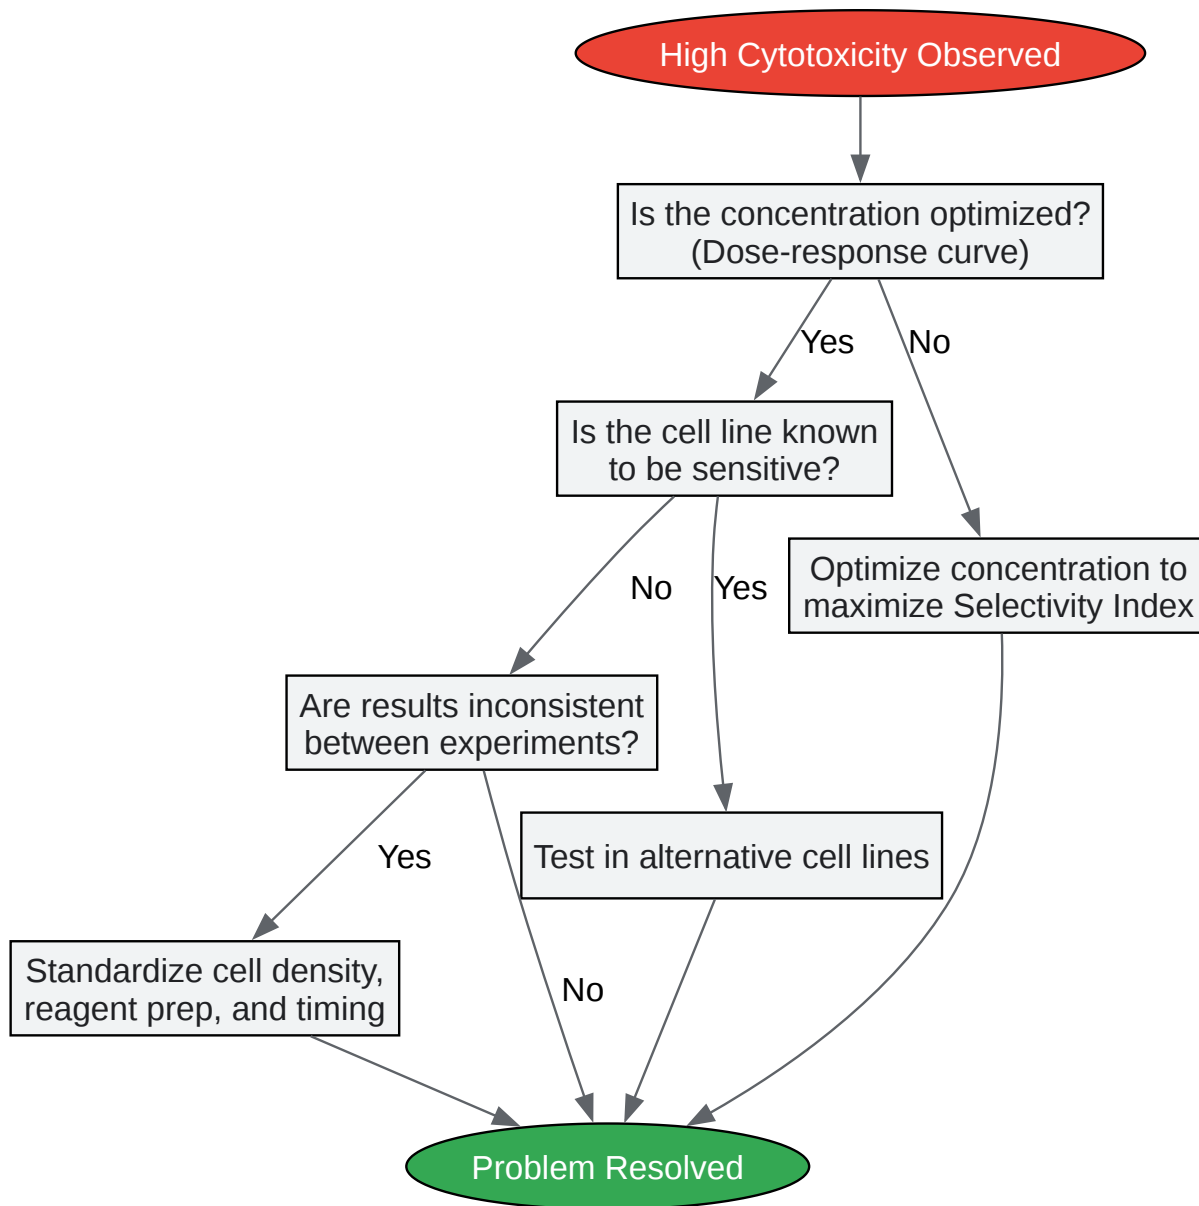 High Cytotoxicity Observed
Is the concentration optimized?
(Dose-response curve)
Yes
No
Is the cell line known
to be sensitive?
Optimize concentration to
maximize Selectivity Index
No
Yes
Are results inconsistent
between experiments?
Test in alternative cell lines
Yes
Standardize cell density,
reagent prep, and timing
No
Problem Resolved